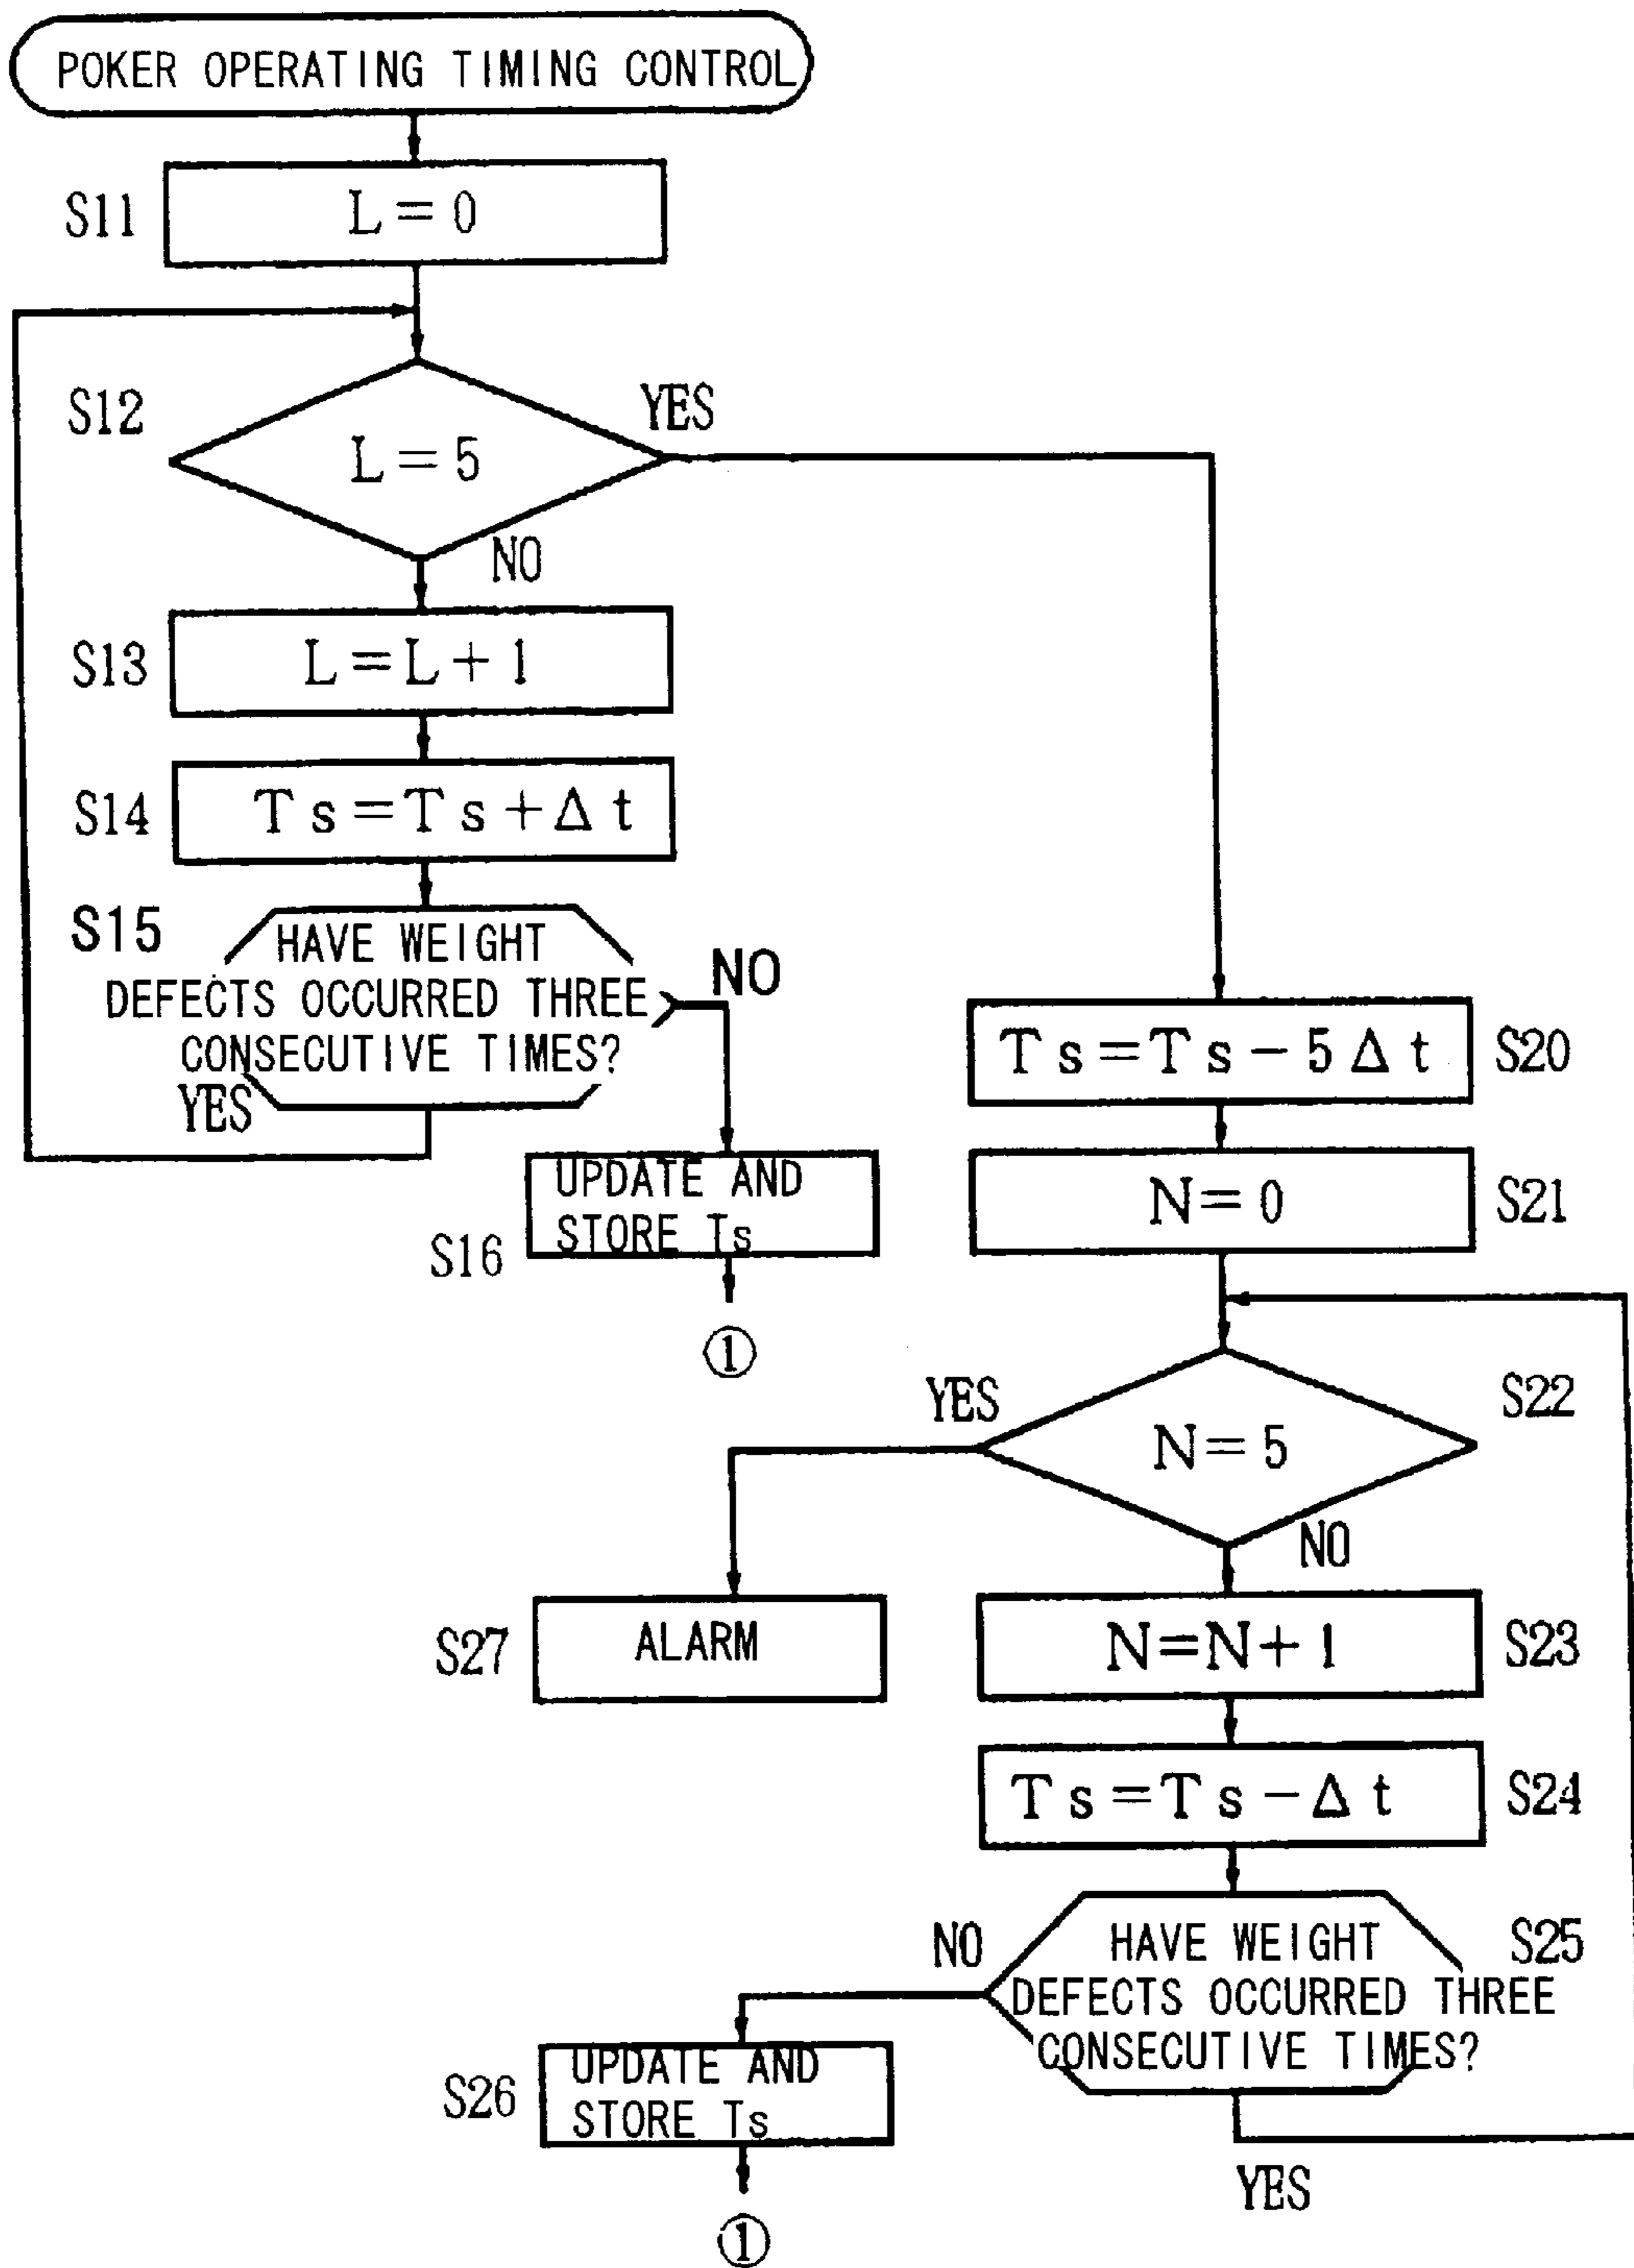 POKER OPERATING TIMING CONTROL
S11
L=0
S12
L=5
YES
NO
S13
L=L+1
S14
Ts=Ts+Δt
S15
HAVE WEIGHT
DEFECTS OCCURRED THREE
CONSECUTIVE TIMES?
NO
YES
UPDATE AND
STORE Ts
S16
①
Ts=Ts-5Δt
S20
N=0
S21
YES
S22
N=5
NO
S27
ALARM
N=N+1
S23
Ts=Ts-Δt
S24
NO
HAVE WEIGHT
DEFECTS OCCURRED THREE
CONSECUTIVE TIMES?
S25
S26
UPDATE AND
STORE Ts
YES
①